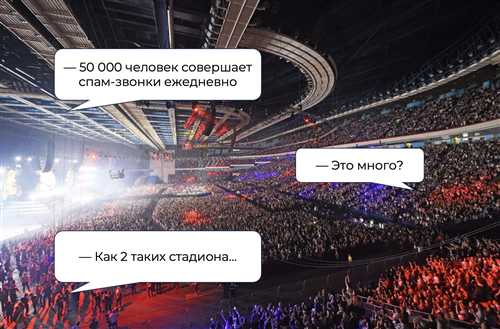 — 50 000 человек совершает
спам-звонки ежедневно
— Это много?
— Как 2 таких стадиона...